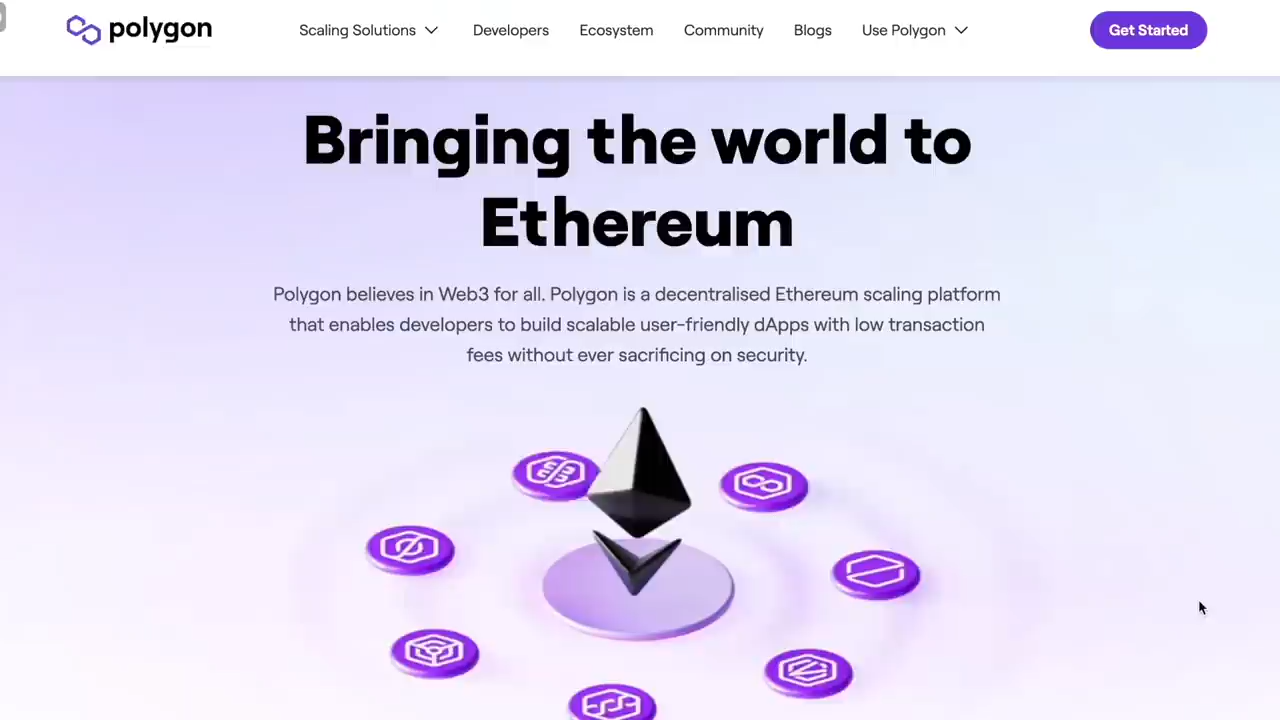 polygon
Scaling Solutions
Developers
Ecosystem
Community
Blogs
Use Polygon
Get Started
Bringing the world to
Ethereum
Polygon believes in Web3 for all. Polygon is a decentralised Ethereum scaling platform
that enables developers to build scalable user-friendly dApps with low transaction
fees without ever sacrificing on security.